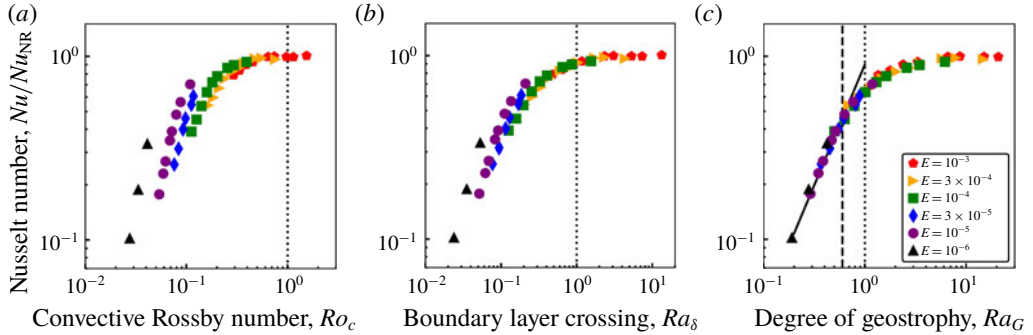 (a)
(b)
(c)
Nusselt number, Nu/Nu_NR
10^0
10^−1
10^−2 10^−1 10^0 10^1
Convective Rossby number, Ro_c
10^0
10^−1
10^−2 10^−1 10^0 10^1
Boundary layer crossing, Ra_δ
10^0
10^−1
10^−1 10^0 10^1
Degree of geostrophy, Ra_G
E = 10^−3
E = 3 × 10^−4
E = 10^−4
E = 3 × 10^−5
E = 10^−5
E = 10^−6